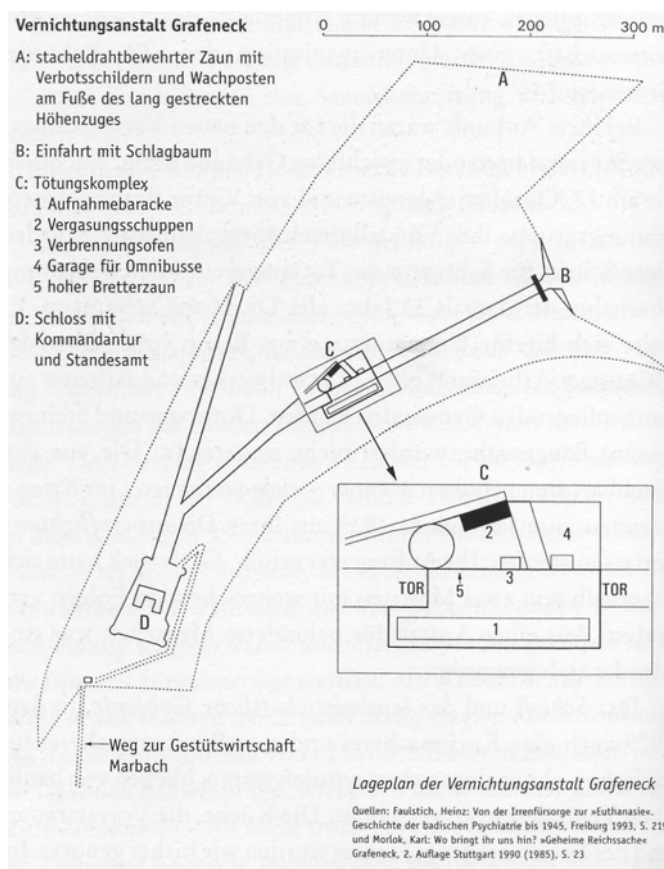 Vernichtungsanstalt Grafeneck
0 100 200 300 m
A: stacheldrahtbewehrter Zaun mit
Verbotsschildern und Wachposten
am Fuße des lang gestreckten
Höhenzuges
B: Einfahrt mit Schlagbaum
C: Tötungskomplex
1 Aufnahmebaracke
2 Vergasungsschuppen
3 Verbrennungsofen
4 Garage für Omnibusse
5 hoher Bretterzaun
D: Schloss mit
Kommandantur
und Standesamt
A
B
C
C
2
4
3
TOR
5
TOR
1
D
Weg zur Gestütswirtschaft
Marbach
Lageplan der Vernichtungsanstalt Grafeneck
Quellen: Faulstich, Heinz: Von der Irrenfürsorge zur »Euthanasie«.
Geschichte der badischen Psychiatrie bis 1945, Freiburg 1993, S. 219
und Morlok, Karl: Wo bringt ihr uns hin? »Geheime Reichssache«
Grafeneck, 2. Auflage Stuttgart 1990 (1985), S. 23